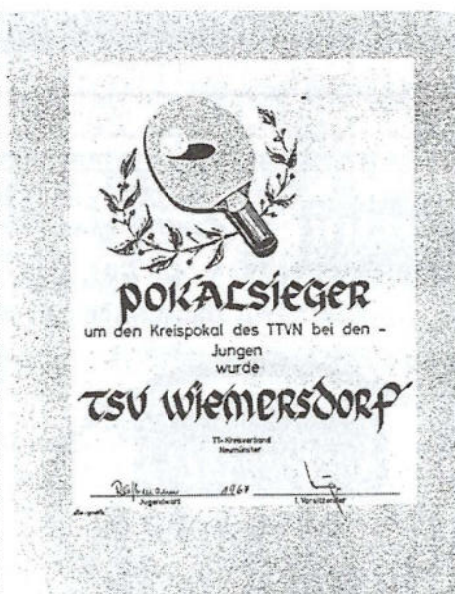 POKALSIEGER
um den Kreispokal des TTVN bei den -
Jungen
wurde
TSV WIEMERSDORF
TT-Kreisverband
Neumünster
1967
Jugendwart 1. Vorsitzender